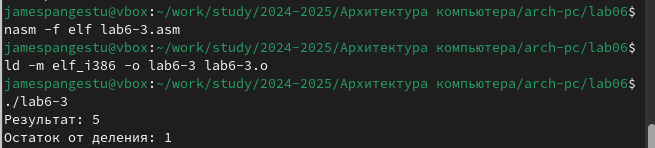 jamespangestu@vbox:~/work/study/2024-2025/Архитектура компьютера/arch-pc/lab06$
nasm -f elf lab6-3.asm
jamespangestu@vbox:~/work/study/2024-2025/Архитектура компьютера/arch-pc/lab06$
ld -m elf_i386 -o lab6-3 lab6-3.o
jamespangestu@vbox:~/work/study/2024-2025/Архитектура компьютера/arch-pc/lab06$
./lab6-3
Результат: 5
Остаток от деления: 1